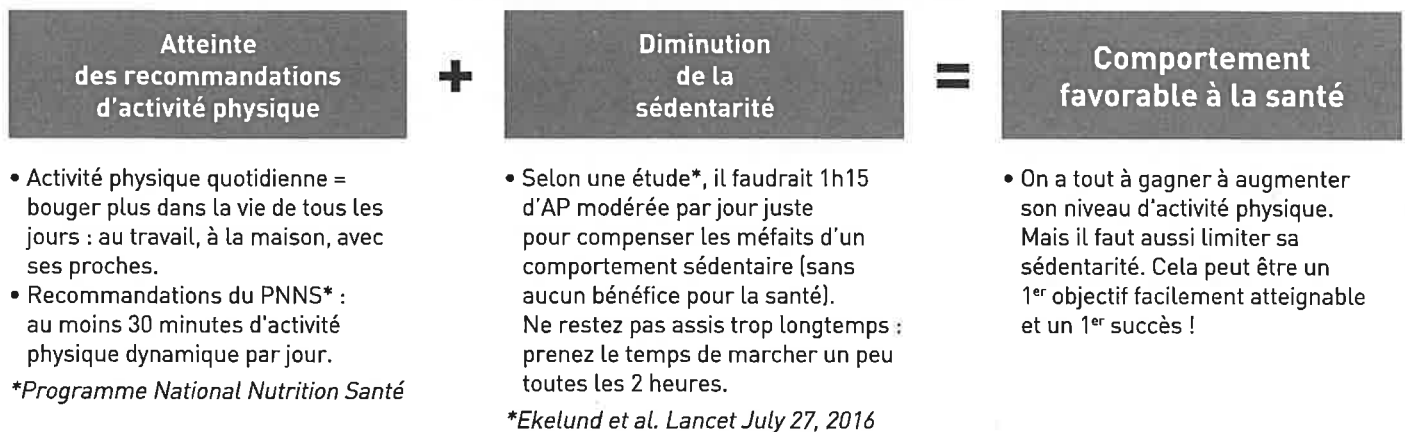 Atteinte
des recommandations
d'activité physique
+
Diminution
de la
sédentarité
=
Comportement
favorable à la santé
• Activité physique quotidienne =
bouger plus dans la vie de tous les
jours : au travail, à la maison, avec
ses proches.
• Recommandations du PNNS* :
au moins 30 minutes d'activité
physique dynamique par jour.
*Programme National Nutrition Santé
• Selon une étude*, il faudrait 1h15
d'AP modérée par jour juste
pour compenser les méfaits d'un
comportement sédentaire (sans
aucun bénéfice pour la santé).
Ne restez pas assis trop longtemps :
prenez le temps de marcher un peu
toutes les 2 heures.
*Ekelund et al. Lancet July 27, 2016
• On a tout à gagner à augmenter
son niveau d'activité physique.
Mais il faut aussi limiter sa
sédentarité. Cela peut être un
1er objectif facilement atteignable
et un 1er succès !